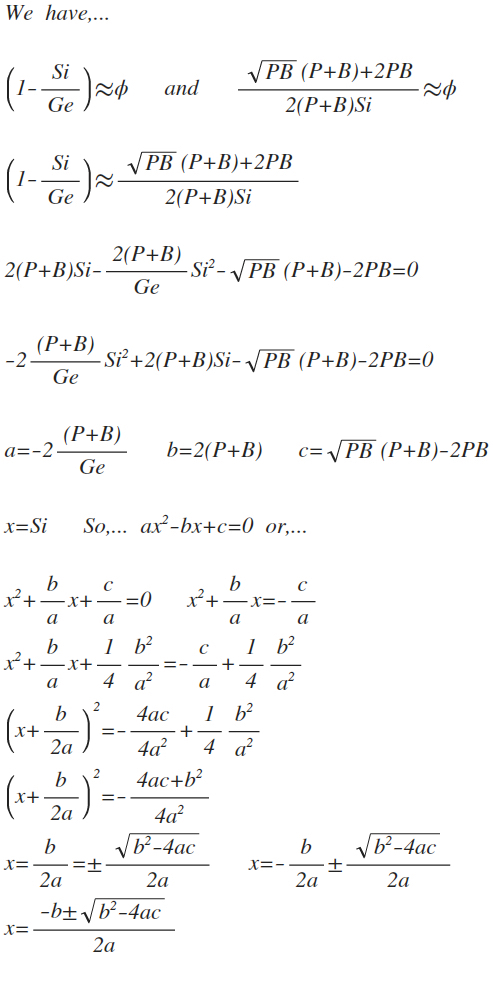 We have,...
(1-Si/Ge)≈ϕ and (√PB (P+B)+2PB)/(2(P+B)Si)≈ϕ
(1-Si/Ge)≈(√PB (P+B)+2PB)/(2(P+B)Si)
2(P+B)Si-(2(P+B)/Ge)Si²-√PB (P+B)-2PB=0
-2((P+B)/Ge)Si²+2(P+B)Si-√PB (P+B)-2PB=0
a=-2(P+B)/Ge b=2(P+B) c=√PB (P+B)-2PB
x=Si So,... ax²-bx+c=0 or,...
x²+(b/a)x+c/a=0 x²+(b/a)x=-c/a
x²+(b/a)x+(1/4)(b²/a²)=-c/a+(1/4)(b²/a²)
(x+b/2a)²=-4ac/4a²+(1/4)(b²/a²)
(x+b/2a)²=-(4ac+b²)/4a²
x=b/2a=±√(b²-4ac)/2a x=-b/2a±√(b²-4ac)/2a
x=(-b±√(b²-4ac))/2a